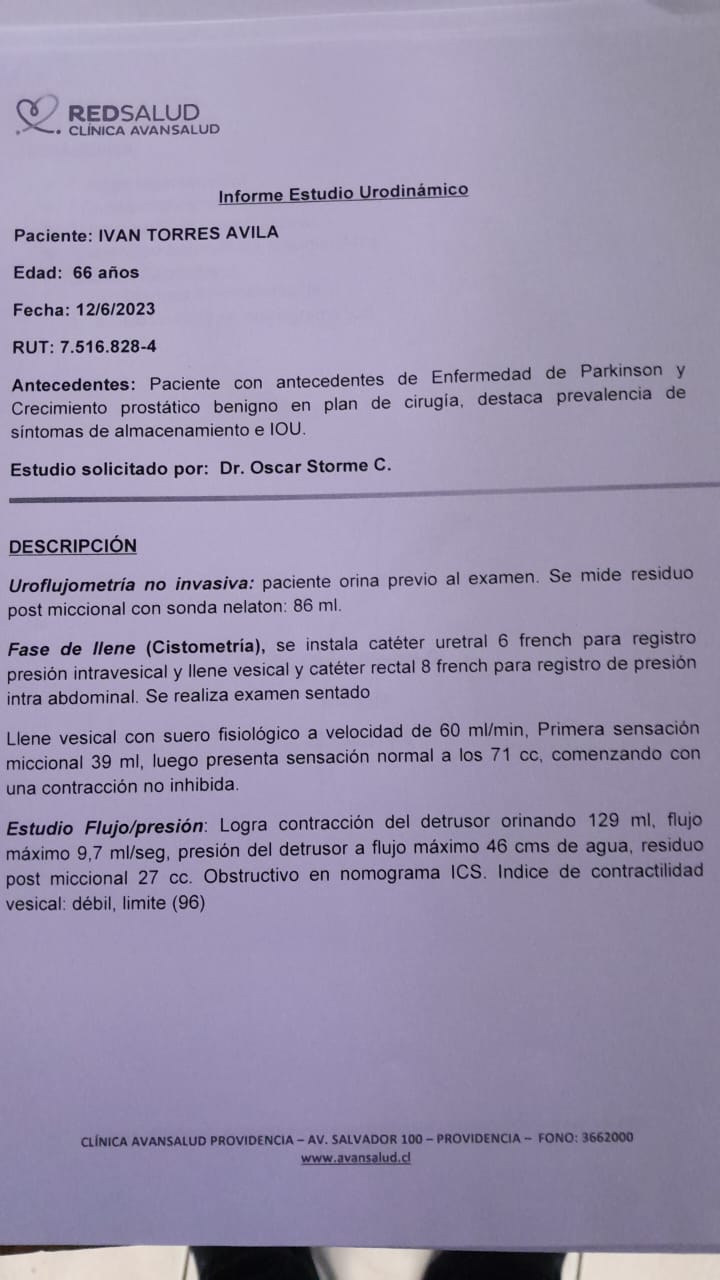 REDSALUD
CLÍNICA AVANSALUD
Informe Estudio Urodinámico
Paciente: IVAN TORRES AVILA
Edad: 66 años
Fecha: 12/6/2023
RUT: 7.516.828-4
Antecedentes: Paciente con antecedentes de Enfermedad de Parkinson y
Crecimiento prostático benigno en plan de cirugía, destaca prevalencia de
síntomas de almacenamiento e IOU.
Estudio solicitado por: Dr. Oscar Storme C.
DESCRIPCIÓN
Uroflujometría no invasiva: paciente orina previo al examen. Se mide residuo
post miccional con sonda nelaton: 86 ml.
Fase de llene (Cistometría), se instala catéter uretral 6 french para registro
presión intravesical y llene vesical y catéter rectal 8 french para registro de presión
intra abdominal. Se realiza examen sentado
Llene vesical con suero fisiológico a velocidad de 60 ml/min, Primera sensación
miccional 39 ml, luego presenta sensación normal a los 71 cc, comenzando con
una contracción no inhibida.
Estudio Flujo/presión: Logra contracción del detrusor orinando 129 ml, flujo
máximo 9,7 ml/seg, presión del detrusor a flujo máximo 46 cms de agua, residuo
post miccional 27 cc. Obstructivo en nomograma ICS. Indice de contractilidad
vesical: débil, limite (96)
CLÍNICA AVANSALUD PROVIDENCIA – AV. SALVADOR 100 – PROVIDENCIA – FONO: 3662000
www.avansalud.cl